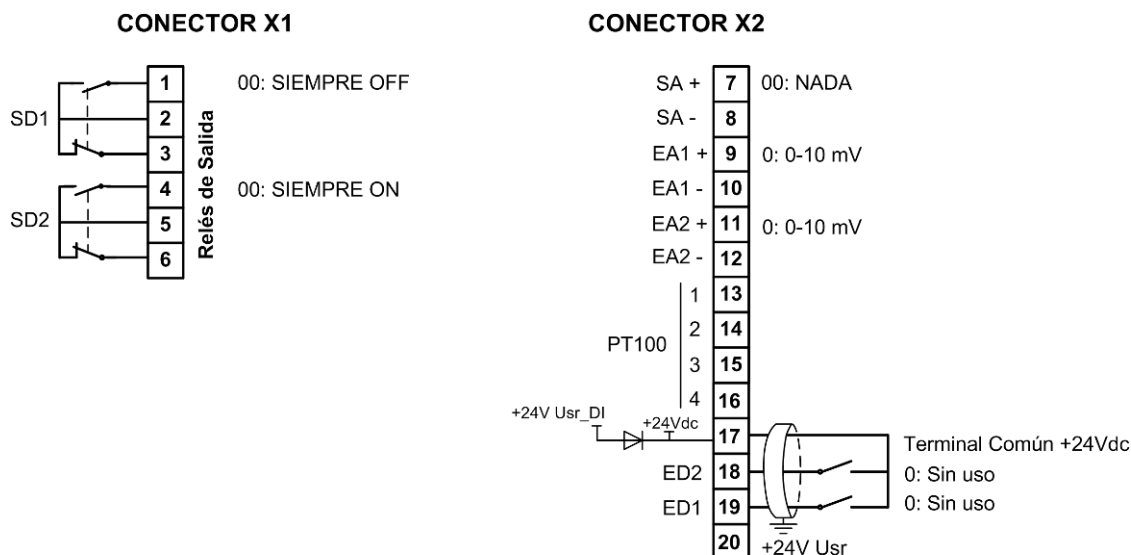 CONECTOR X1
SD1
1
00: SIEMPRE OFF
2
3
SD2
4
00: SIEMPRE ON
5
6
Relés de Salida
CONECTOR X2
SA +
7
00: NADA
SA -
8
EA1 +
9
0: 0-10 mV
EA1 -
10
EA2 +
11
0: 0-10 mV
EA2 -
12
PT100
1
13
2
14
3
15
4
16
+24V Usr_DI
+24Vdc
17
Terminal Común +24Vdc
ED2
18
0: Sin uso
ED1
19
0: Sin uso
20
+24V Usr